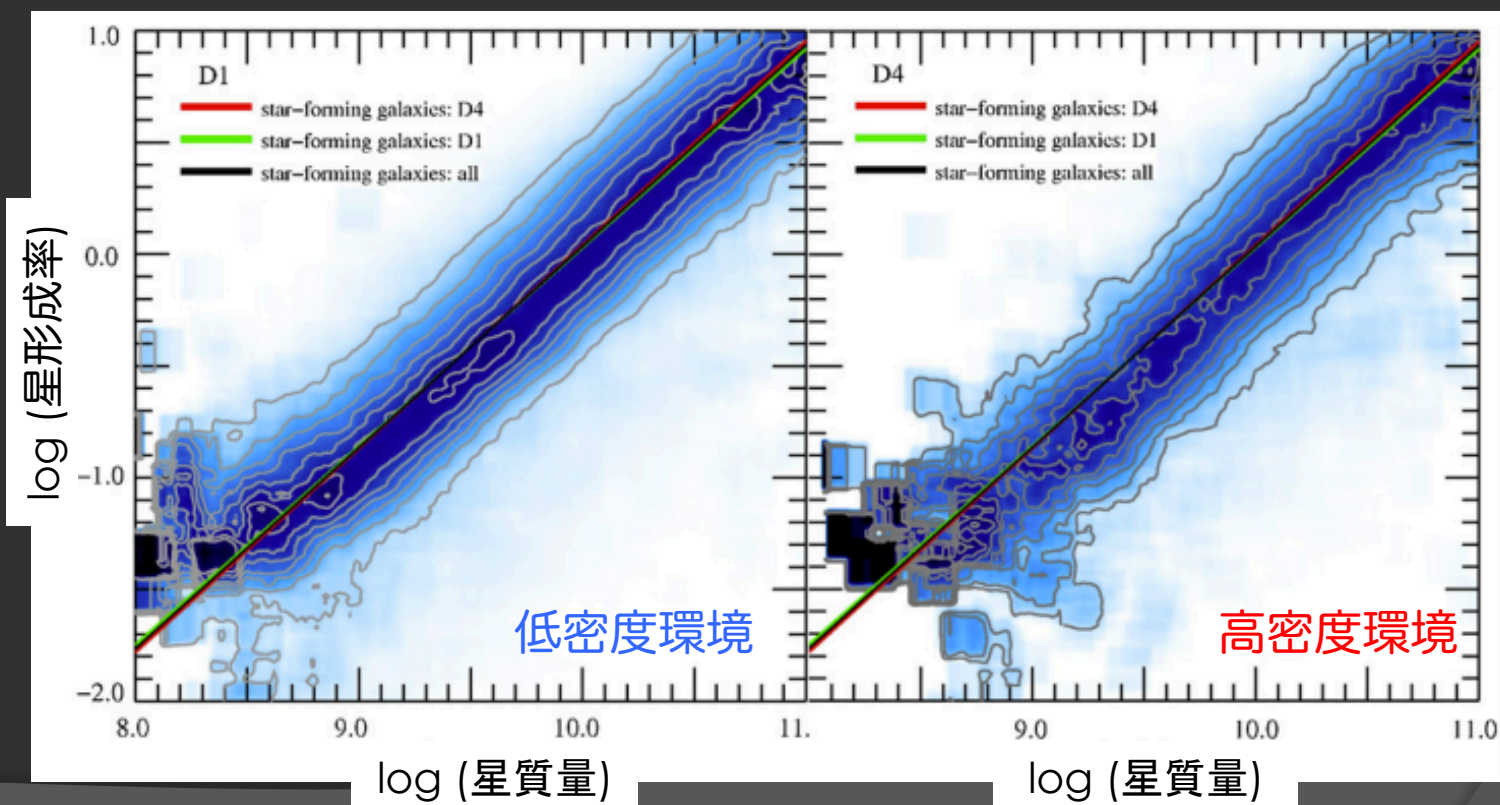 1.0
0.0
−1.0
−2.0
log (星形成率)
D1
star−forming galaxies: D4
star−forming galaxies: D1
star−forming galaxies: all
低密度環境
8.0 9.0 10.0 11.
log (星質量)
D4
star−forming galaxies: D4
star−forming galaxies: D1
star−forming galaxies: all
高密度環境
9.0 10.0 11.0
log (星質量)